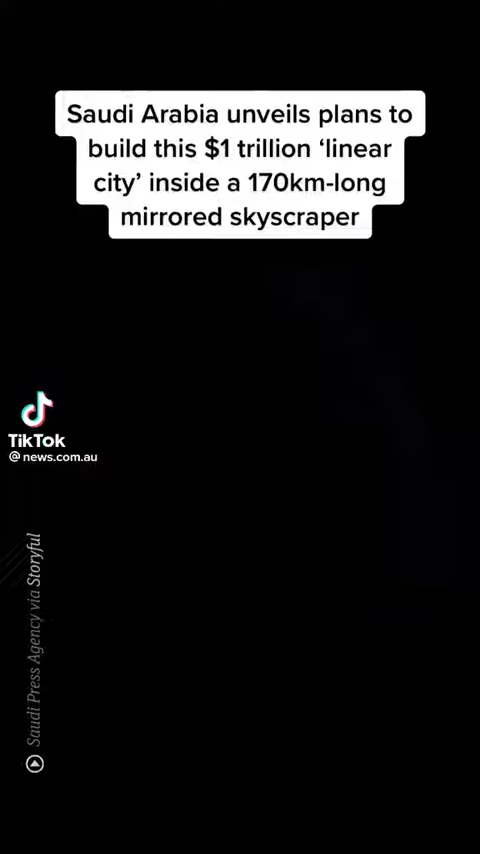 Saudi Arabia unveils plans to
build this $1 trillion ‘linear
city’ inside a 170km-long
mirrored skyscraper
TikTok
@news.com.au
Saudi Press Agency via Storyful